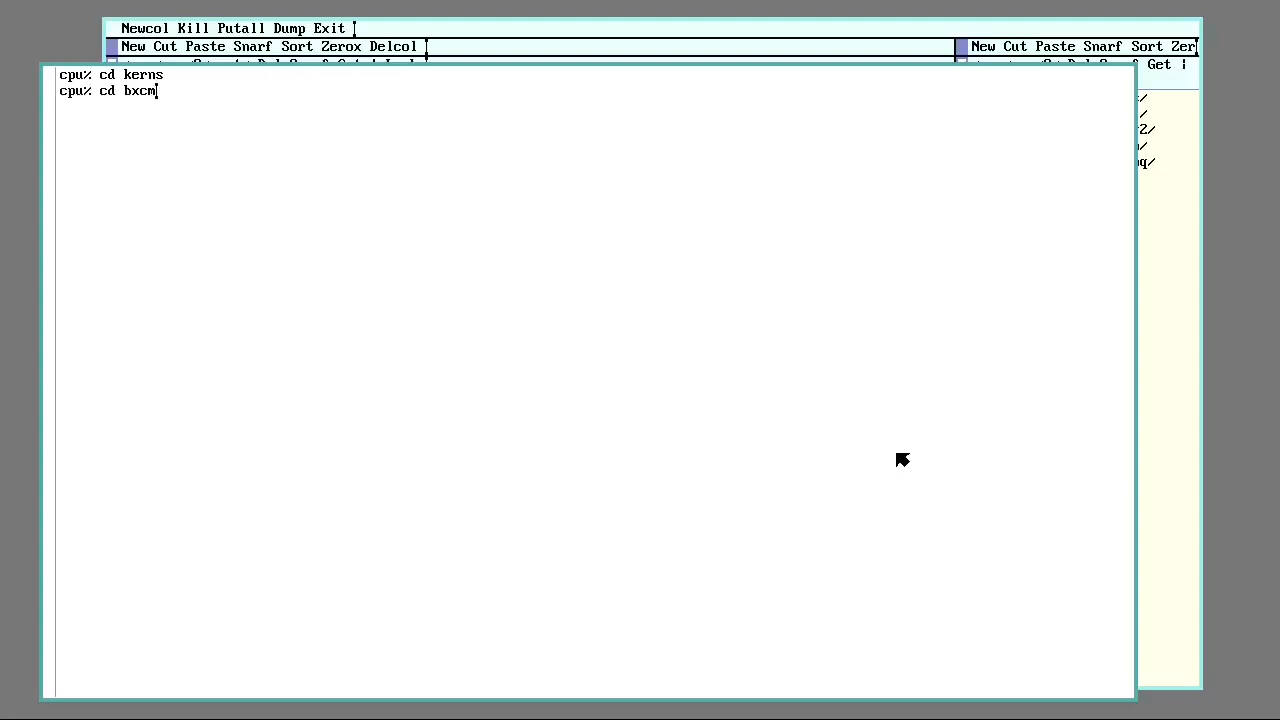 Newcol Kill Putall Dump Exit
New Cut Paste Snarf Sort Zerox Delcol
New Cut Paste Snarf Sort Zer
Get |
cpu% cd kerns
cpu% cd bxcm
/
/
2/
/
q/